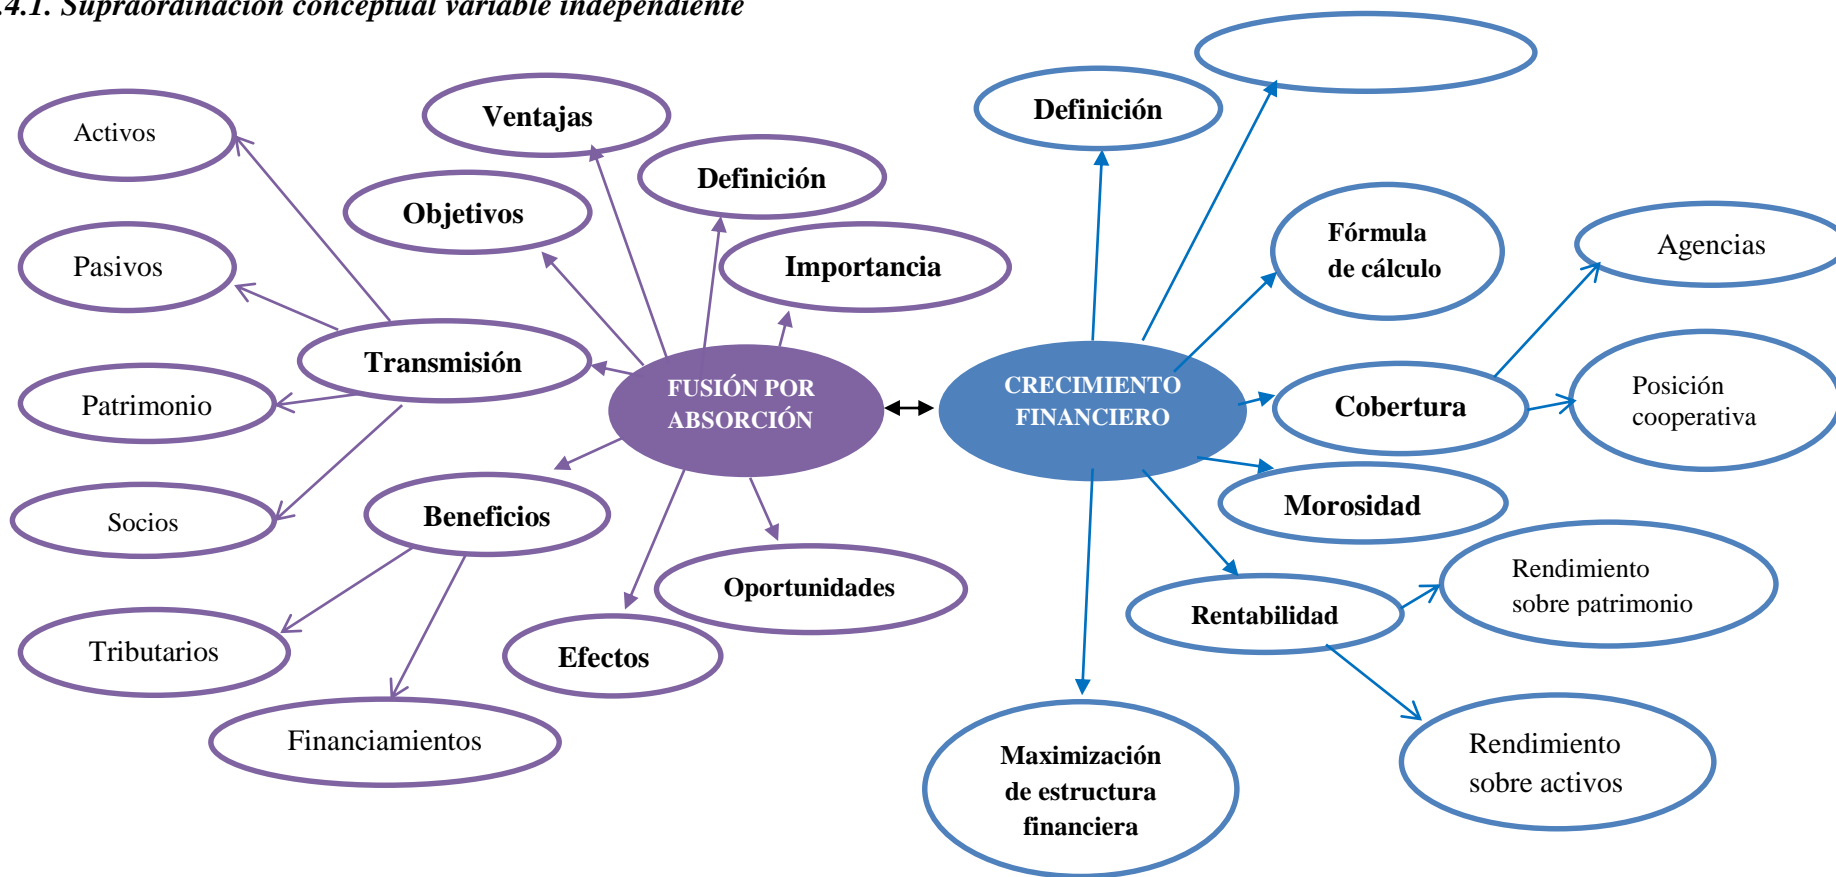 .4.1. Supraordinación conceptual variable independiente
Activos
Pasivos
Patrimonio
Socios
Ventajas
Objetivos
Definición
Importancia
Transmisión
FUSIÓN POR
ABSORCIÓN
Beneficios
Tributarios
Financiamientos
Efectos
Oportunidades
Definición
Fórmula
de cálculo
Agencias
CRECIMIENTO
FINANCIERO
Cobertura
Posición
cooperativa
Morosidad
Rentabilidad
Rendimiento
sobre patrimonio
Rendimiento
sobre activos
Maximización
de estructura
financiera